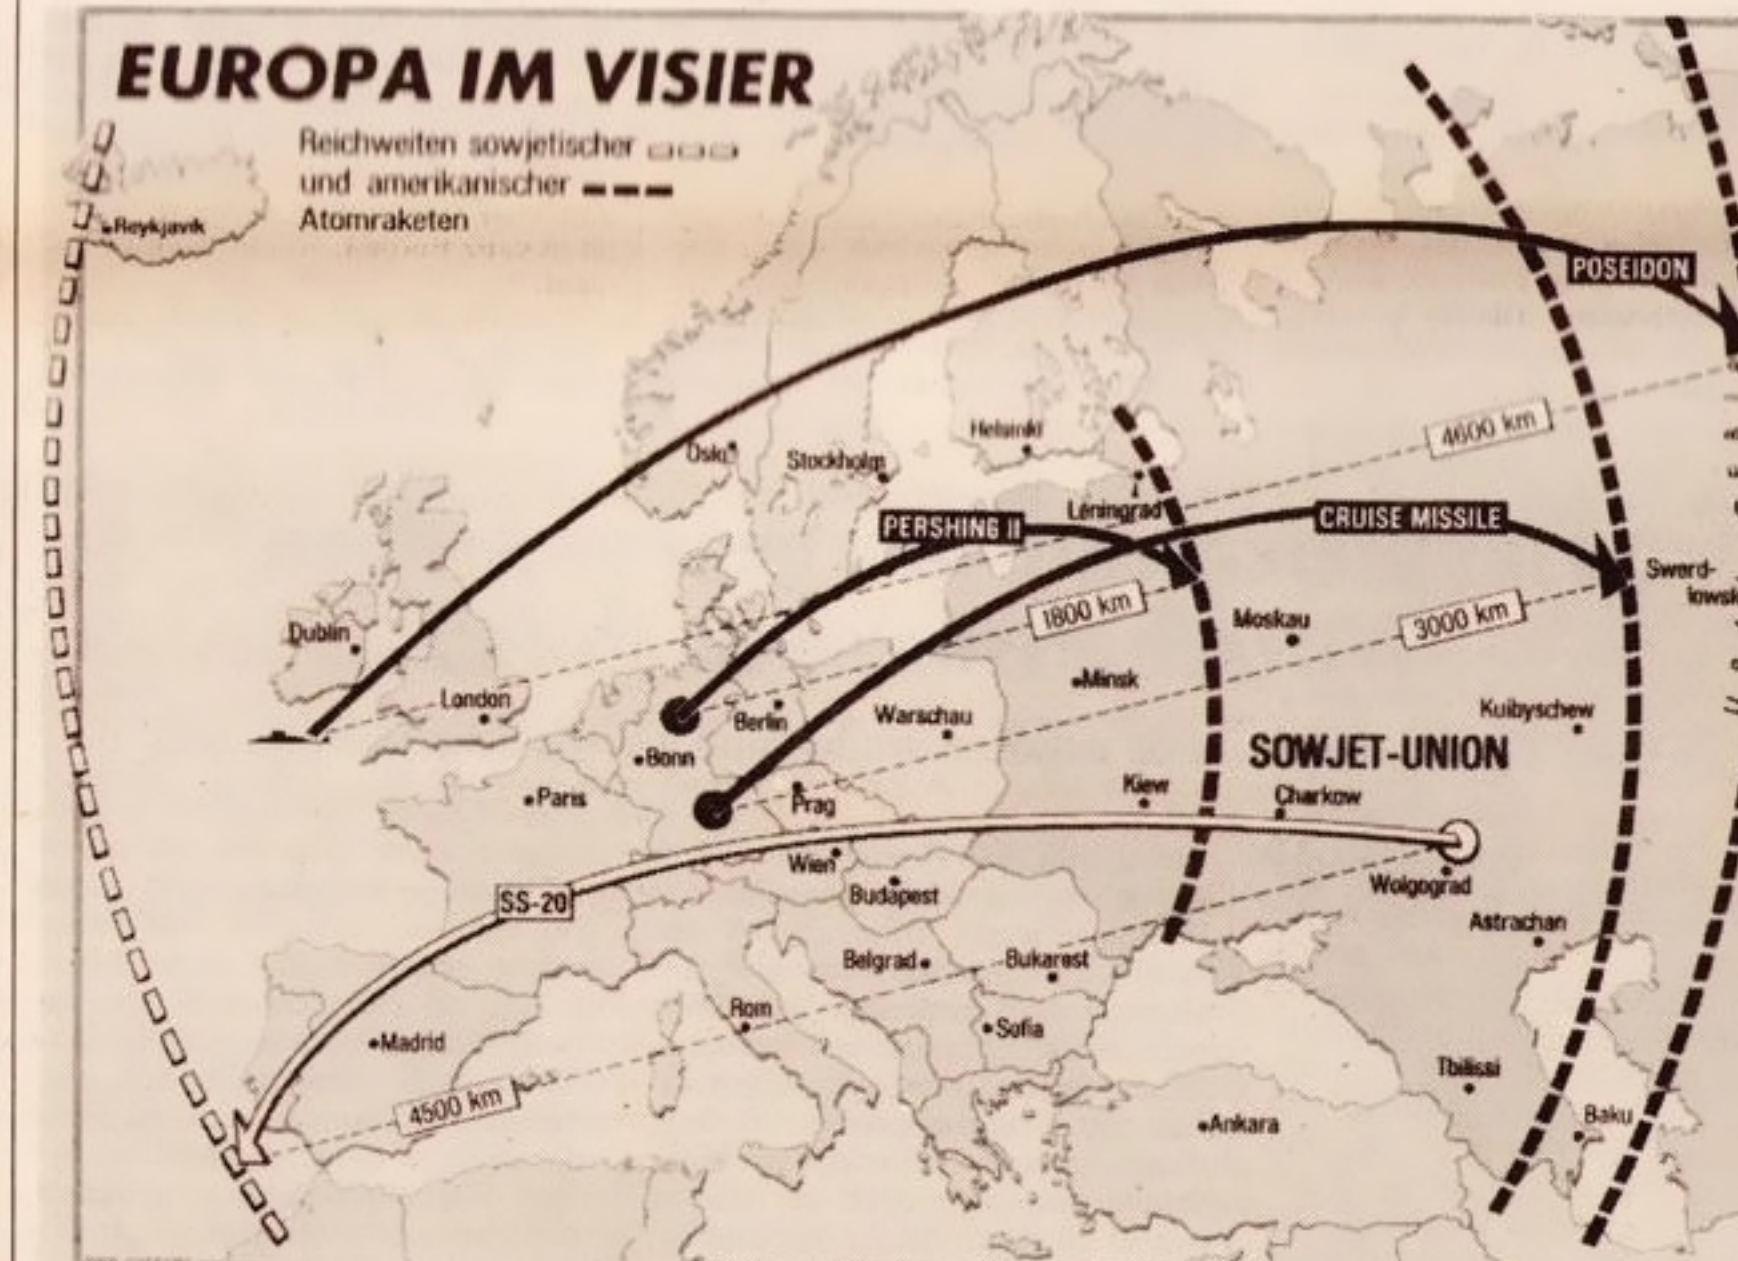 EUROPA IM VISIER
Reichweiten sowjetischer
und amerikanischer
Atomraketen
Reykjavik
POSEIDON
4600 km
Helsinki
Oslo
Stockholm
Leningrad
PERSHING II
CRUISE MISSILE
Swerd-
lowsk
1800 km
3000 km
Moskau
Dublin
Minsk
London
Berlin
Warschau
Kuibyschew
Bonn
SOWJET-UNION
Paris
Prag
Kiew
Charkow
Wien
Budapest
Wolgograd
SS-20
Astrachan
Belgrad
Bukarest
Rom
Sofia
Madrid
Tbilissi
4500 km
Ankara
Baku